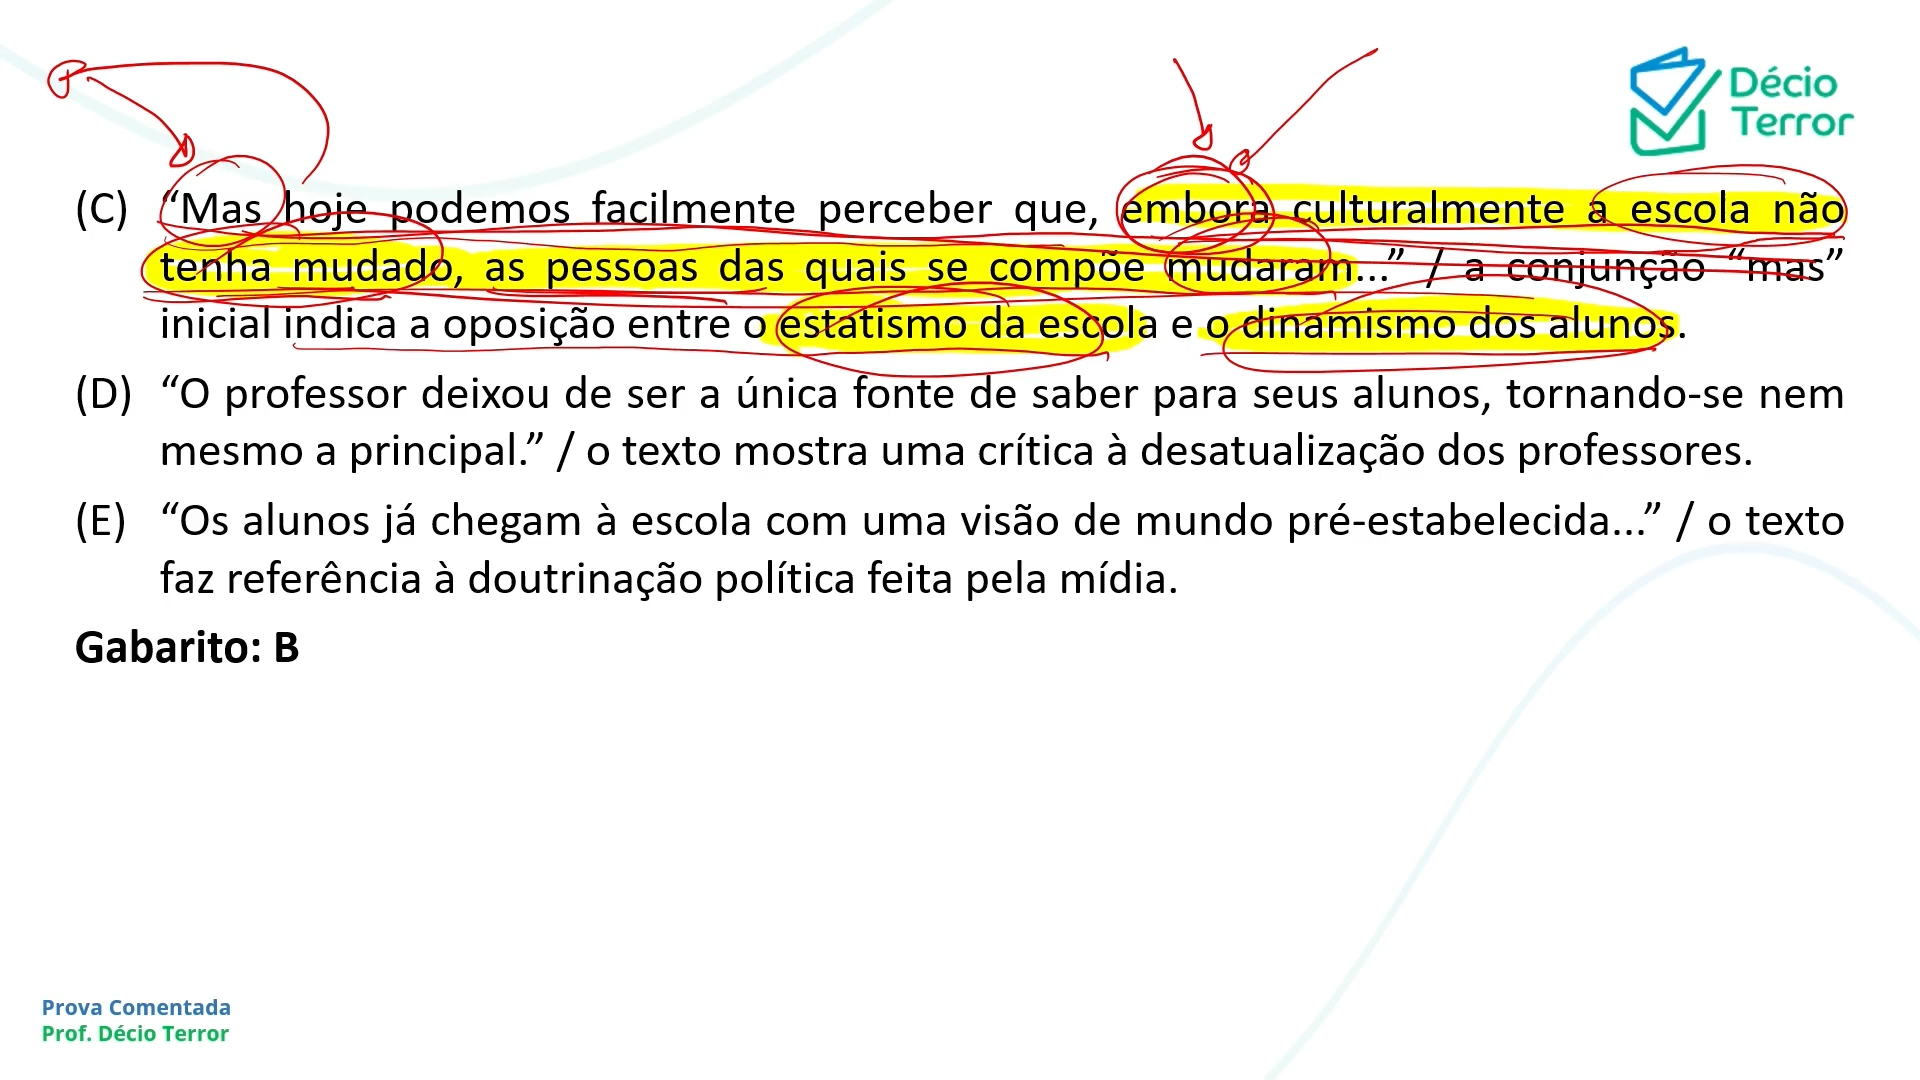 Décio
Terror
(C) “Mas hoje podemos facilmente perceber que, embora culturalmente a escola não
tenha mudado, as pessoas das quais se compõe mudaram...” / a conjunção “mas”
inicial indica a oposição entre o estatismo da escola e o dinamismo dos alunos.
(D) “O professor deixou de ser a única fonte de saber para seus alunos, tornando-se nem
mesmo a principal.” / o texto mostra uma crítica à desatualização dos professores.
(E) “Os alunos já chegam à escola com uma visão de mundo pré-estabelecida...” / o texto
faz referência à doutrinação política feita pela mídia.
Gabarito: B
Prova Comentada
Prof. Décio Terror